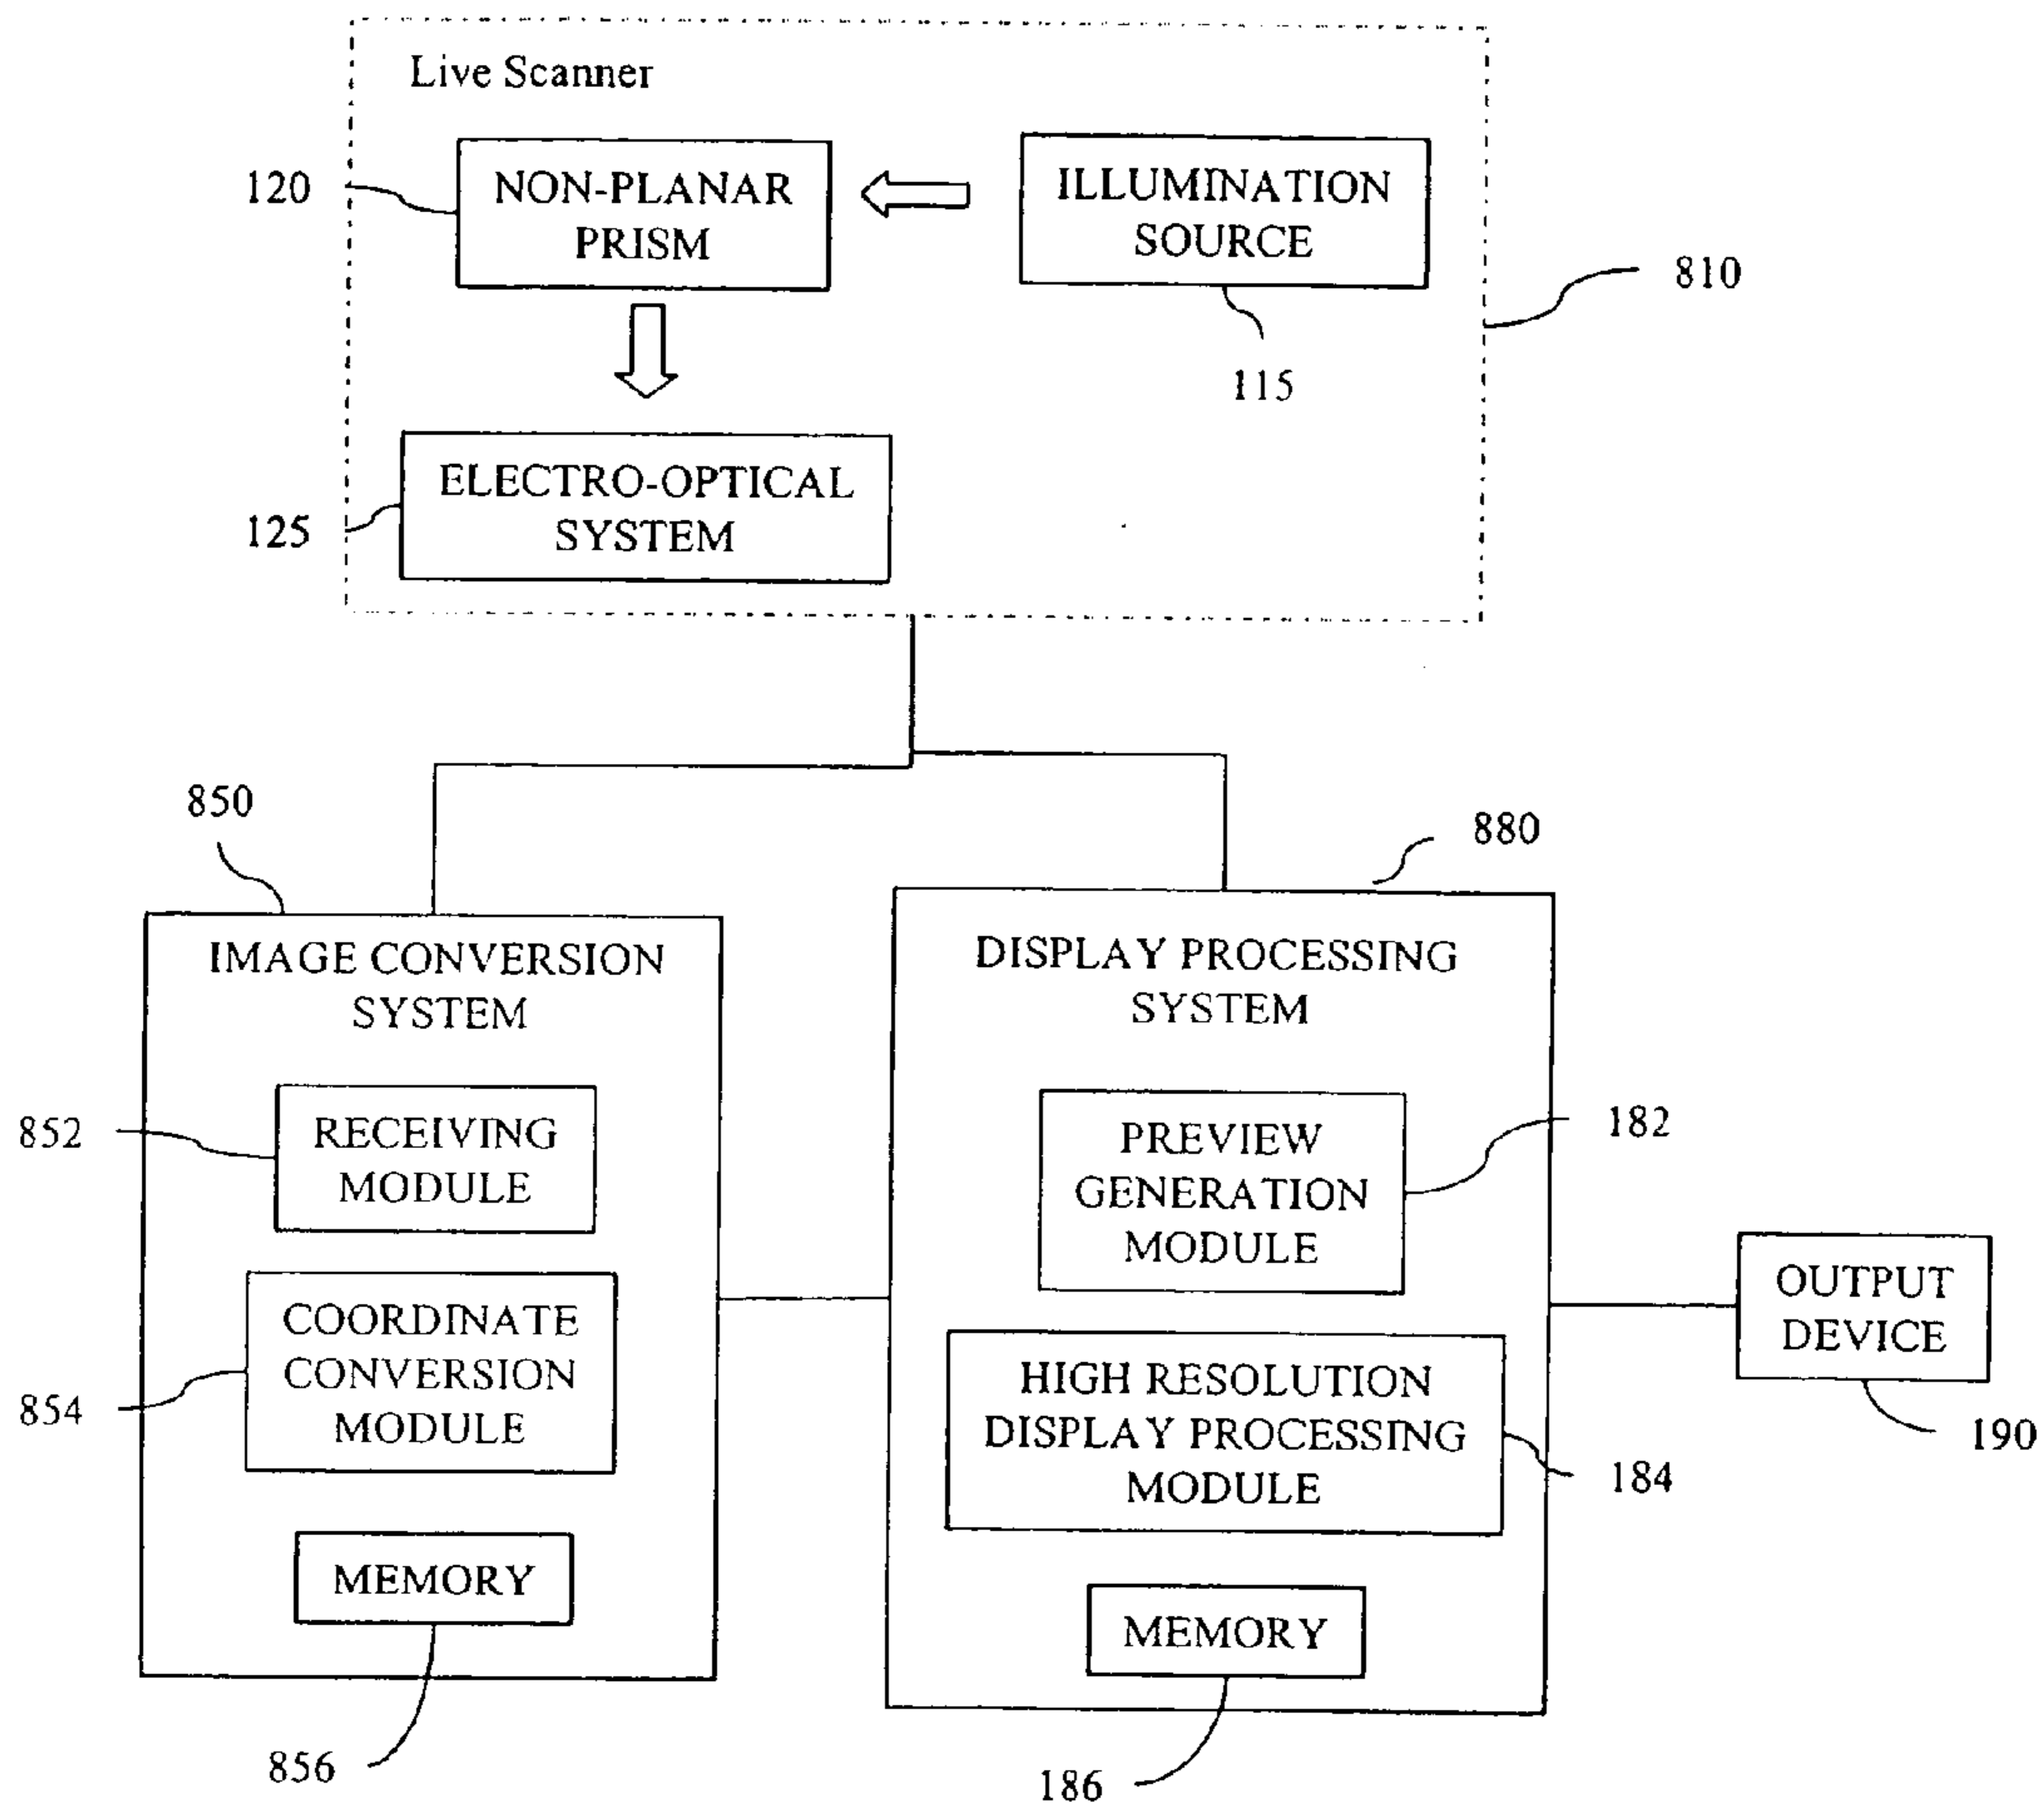 Live Scanner
120
NON-PLANAR
PRISM
ILLUMINATION
SOURCE
810
115
125
ELECTRO-OPTICAL
SYSTEM
850
880
IMAGE CONVERSION
SYSTEM
DISPLAY PROCESSING
SYSTEM
852
RECEIVING
MODULE
PREVIEW
GENERATION
MODULE
182
854
COORDINATE
CONVERSION
MODULE
HIGH RESOLUTION
DISPLAY PROCESSING
MODULE
184
OUTPUT
DEVICE
190
MEMORY
856
MEMORY
186